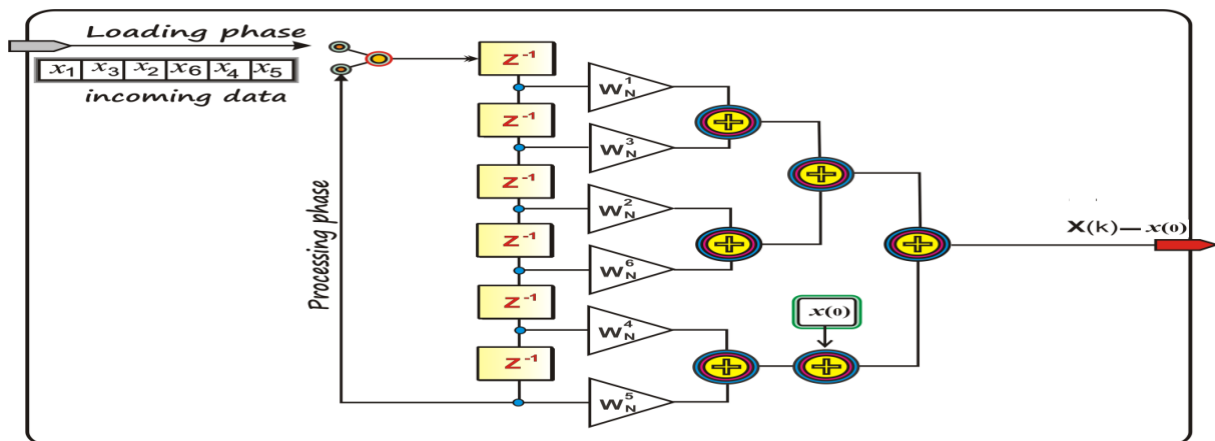 Loading phase
x1 x3 x2 x6 x4 x5
incoming data
Processing phase
Z-1
Z-1
Z-1
Z-1
Z-1
Z-1
W_N^1
W_N^3
W_N^2
W_N^6
W_N^4
W_N^5
x(0)
X(k)— x(0)